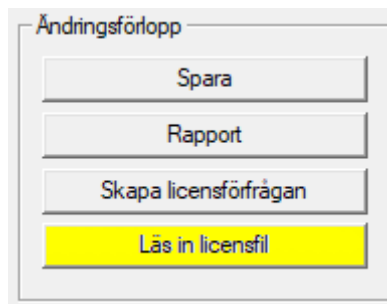 Ändringsförlopp
Spara
Rapport
Skapa licensförfrågan
Läs in licensfil